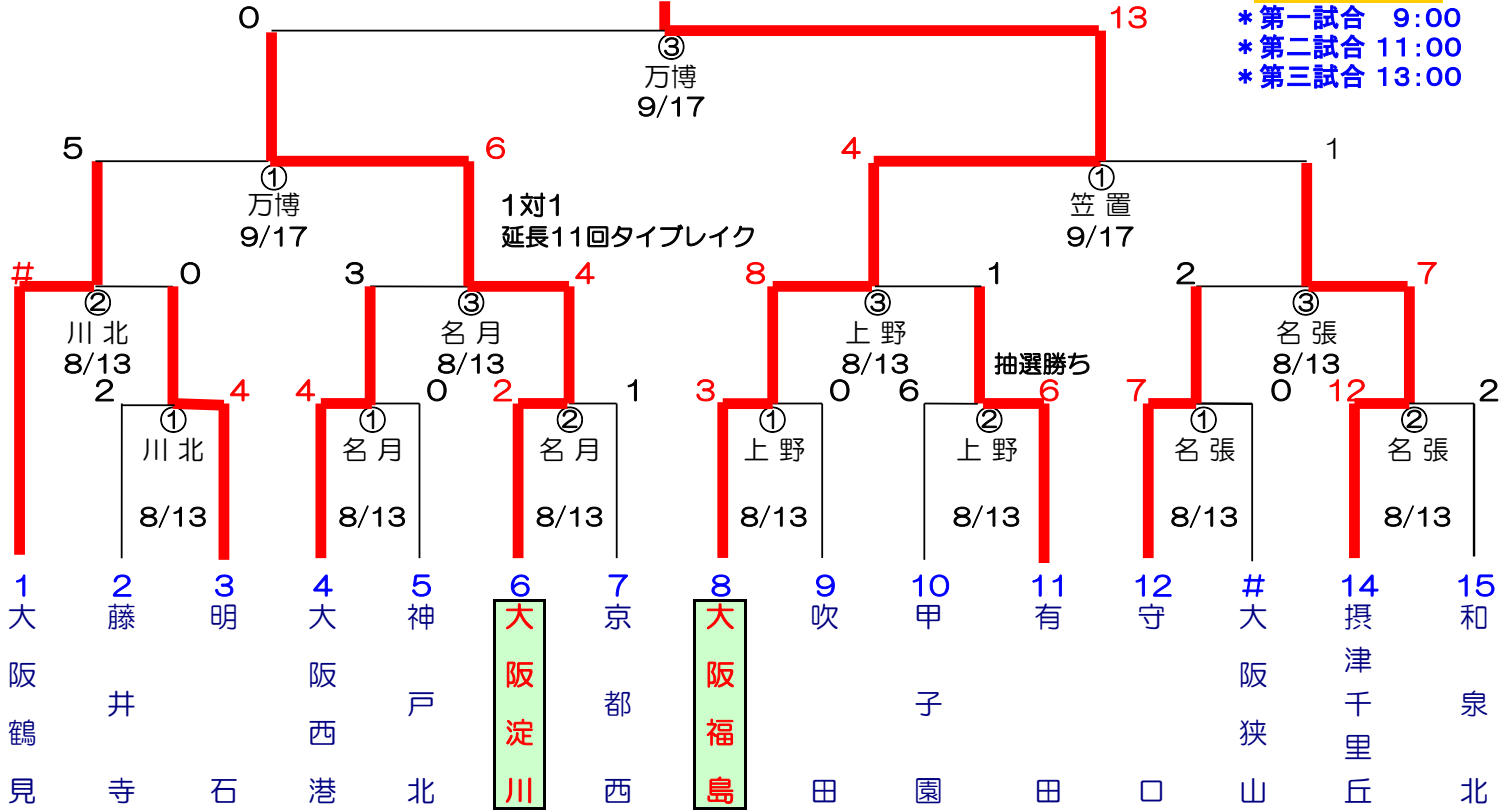 0
13
＊第一試合 9:00
＊第二試合 11:00
＊第三試合 13:00
③
万博
9/17
5
6
4
1
①
万博
9/17
1対1
延長11回タイブレイク
①
笠置
9/17
#
0
3
4
8
1
2
7
②
川北
8/13
③
名月
8/13
③
上野
8/13
抽選勝ち
③
名張
8/13
2
4
4
0
2
1
3
0
6
6
7
0
12
2
①
川北
8/13
①
名月
8/13
②
名月
8/13
①
上野
8/13
②
上野
8/13
①
名張
8/13
②
名張
8/13
1
大阪鶴見
2
藤井寺
3
明石
4
大阪西港
5
神戸北
6
大阪淀川
7
京都西
8
大阪福島
9
吹田
10
甲子園
11
有田
12
守口
#
大阪狭山
14
摂津千里丘
15
和泉北